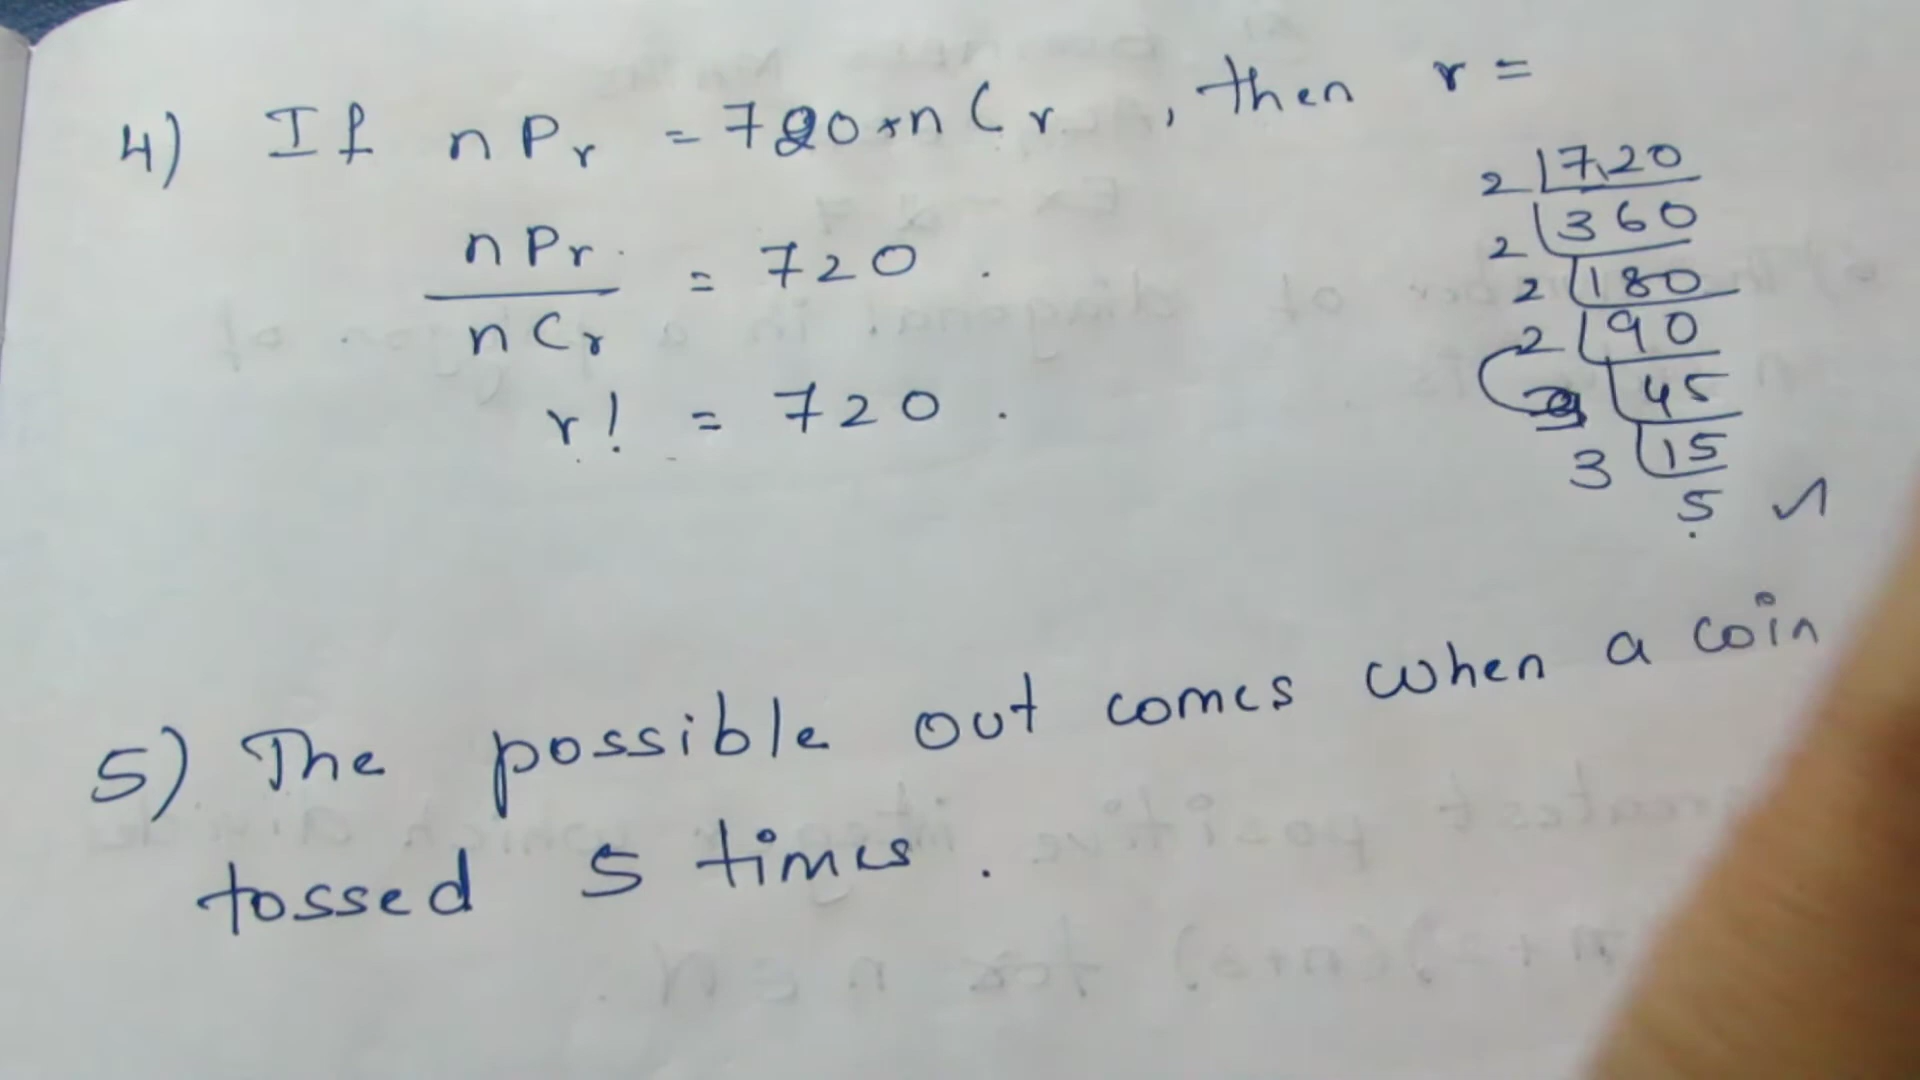 4) If nPr = 720 × nCr, then r =
nPr
nCr
= 720.
r! = 720.
2 720
2 360
2 180
2 90
3 45
3 15
5
5) The possible out comes when a coin
tossed 5 times.